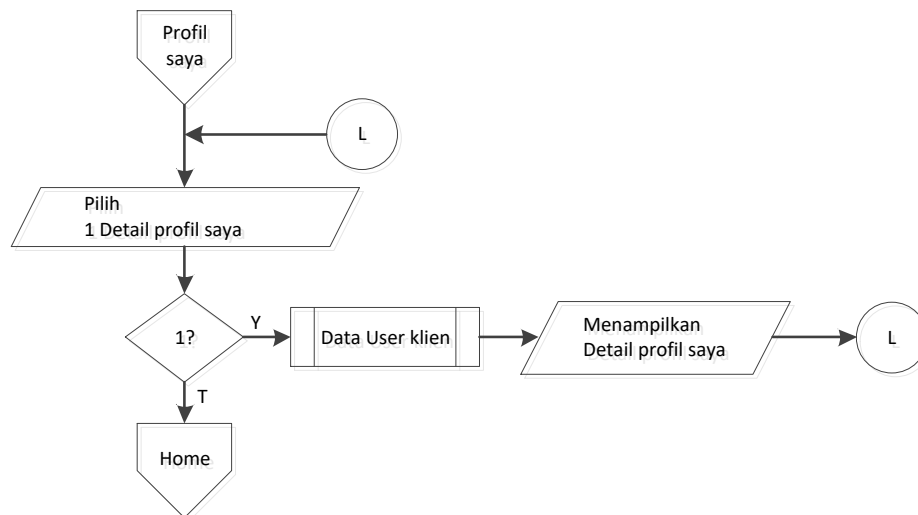 Profil
saya
L
Pilih
1 Detail profil saya
1?
Y
Data User klien
Menampilkan
Detail profil saya
L
T
Home